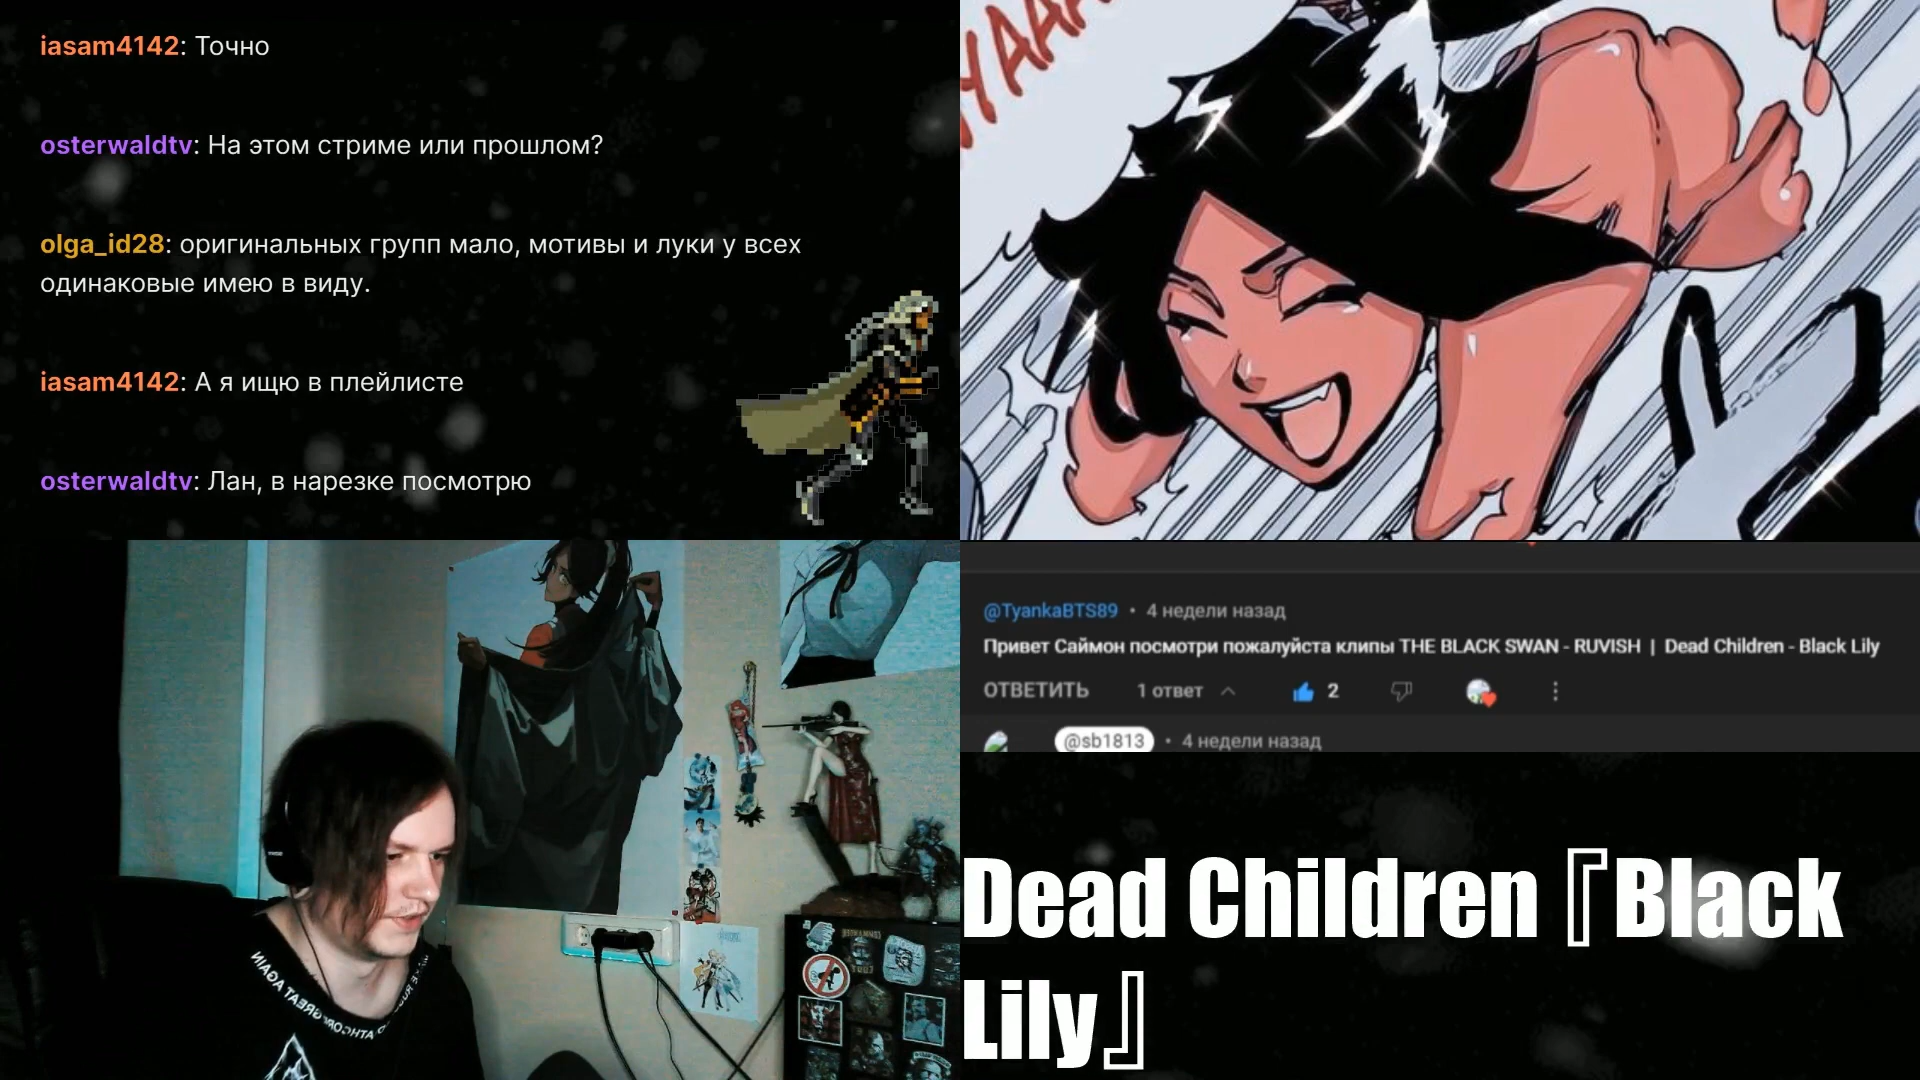 iasam4142: Точно
osterwaldtv: На этом стриме или прошлом?
olga_id28: оригинальных групп мало, мотивы и луки у всех
одинаковые имею в виду.
iasam4142: А я ищю в плейлисте
osterwaldtv: Лан, в нарезке посмотрю
YAAA
@TyankaBTS89 • 4 недели назад
Привет Саймон посмотри пожалуйста клипы THE BLACK SWAN - RUVISH | Dead Children - Black Lily
ОТВЕТИТЬ 1 ответ 2
@sb1813 • 4 недели назад
Dead Children『Black
Lily』